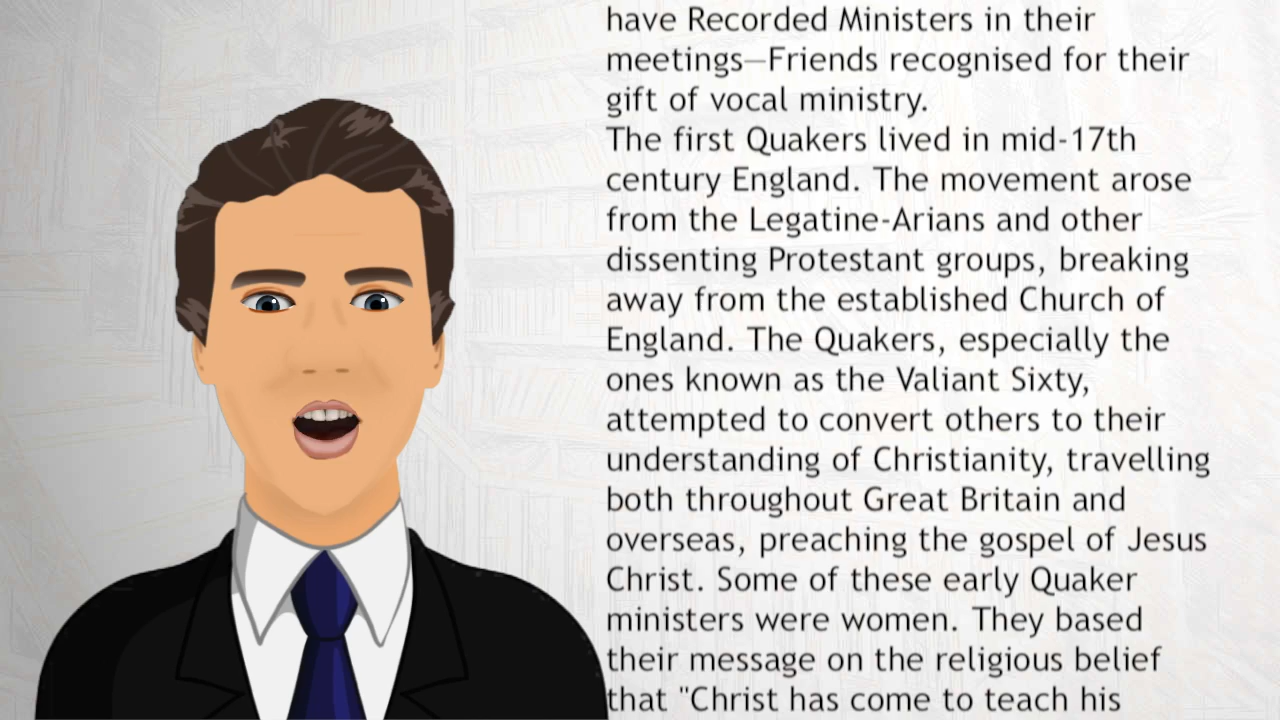 have Recorded Ministers in their
meetings—Friends recognised for their
gift of vocal ministry.
The first Quakers lived in mid-17th
century England. The movement arose
from the Legatine-Arians and other
dissenting Protestant groups, breaking
away from the established Church of
England. The Quakers, especially the
ones known as the Valiant Sixty,
attempted to convert others to their
understanding of Christianity, travelling
both throughout Great Britain and
overseas, preaching the gospel of Jesus
Christ. Some of these early Quaker
ministers were women. They based
their message on the religious belief
that "Christ has come to teach his